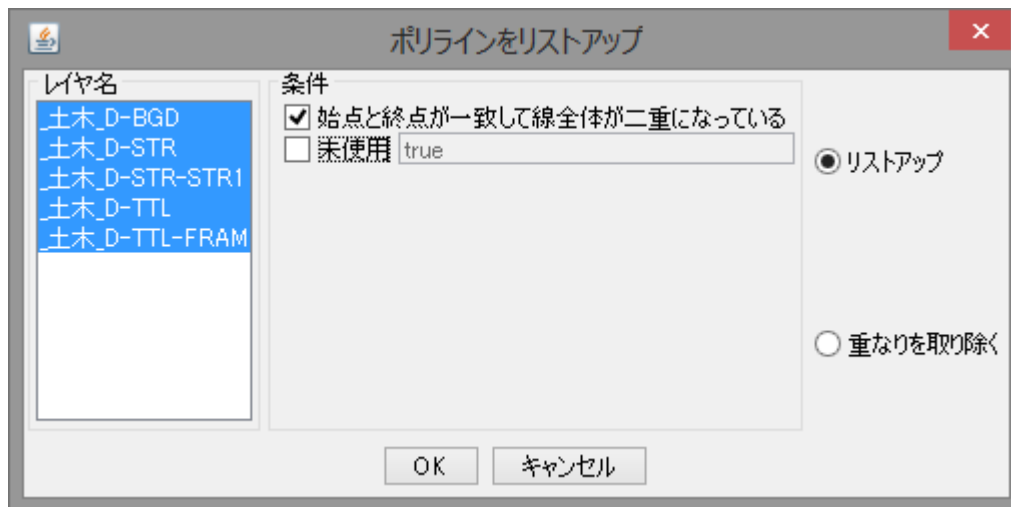 ポリラインをリストアップ
レイヤ名
_土木_D-BGD
_土木_D-STR
_土木_D-STR-STR1
_土木_D-TTL
_土木_D-TTL-FRAM
条件
始点と終点が一致して線全体が二重になっている
未使用 true
リストアップ
重なりを取り除く
OK キャンセル